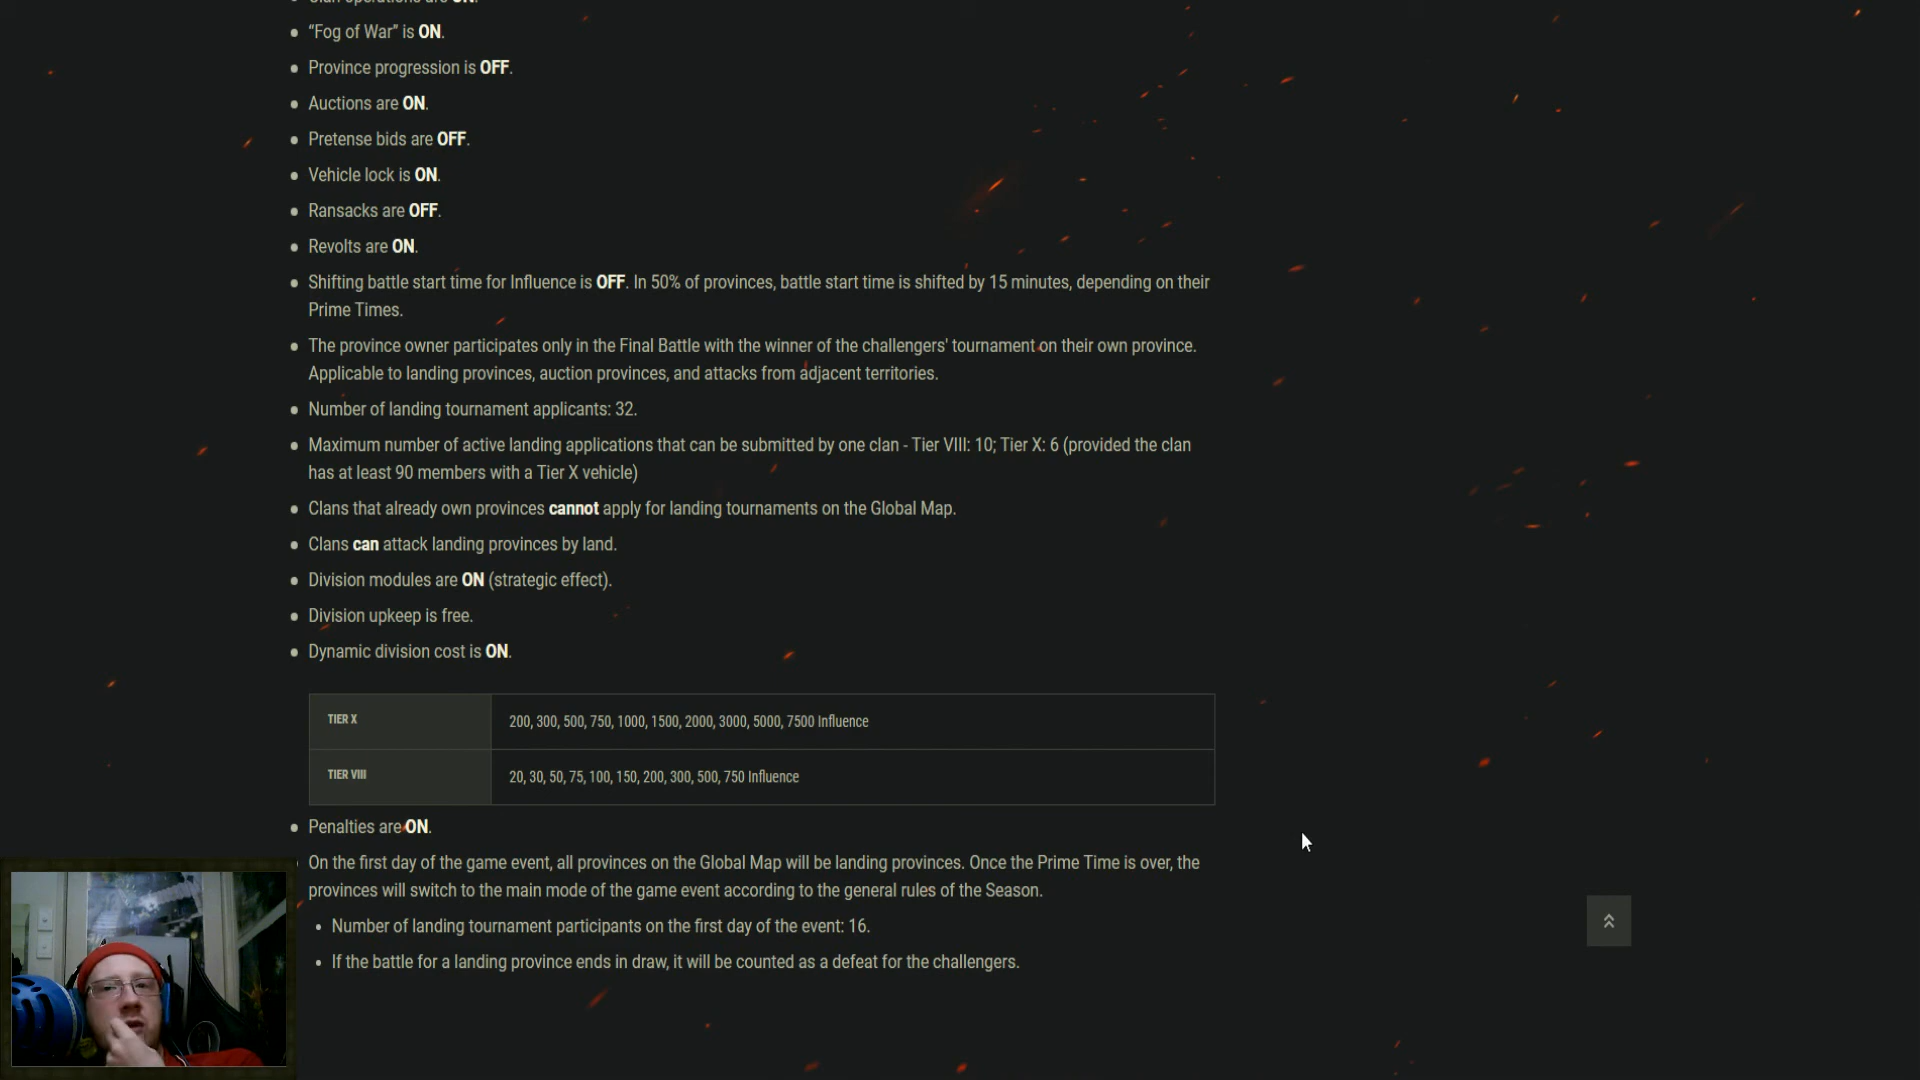 Clan operations are ON.
“Fog of War” is ON.
Province progression is OFF.
Auctions are ON.
Pretense bids are OFF.
Vehicle lock is ON.
Ransacks are OFF.
Revolts are ON.
Shifting battle start time for Influence is OFF. In 50% of provinces, battle start time is shifted by 15 minutes, depending on their
Prime Times.
The province owner participates only in the Final Battle with the winner of the challengers' tournament on their own province.
Applicable to landing provinces, auction provinces, and attacks from adjacent territories.
Number of landing tournament applicants: 32.
Maximum number of active landing applications that can be submitted by one clan - Tier VIII: 10; Tier X: 6 (provided the clan
has at least 90 members with a Tier X vehicle)
Clans that already own provinces cannot apply for landing tournaments on the Global Map.
Clans can attack landing provinces by land.
Division modules are ON (strategic effect).
Division upkeep is free.
Dynamic division cost is ON.
TIER X 200, 300, 500, 750, 1000, 1500, 2000, 3000, 5000, 7500 Influence
TIER VIII 20, 30, 50, 75, 100, 150, 200, 300, 500, 750 Influence
Penalties are ON.
On the first day of the game event, all provinces on the Global Map will be landing provinces. Once the Prime Time is over, the
provinces will switch to the main mode of the game event according to the general rules of the Season.
Number of landing tournament participants on the first day of the event: 16.
If the battle for a landing province ends in draw, it will be counted as a defeat for the challengers.